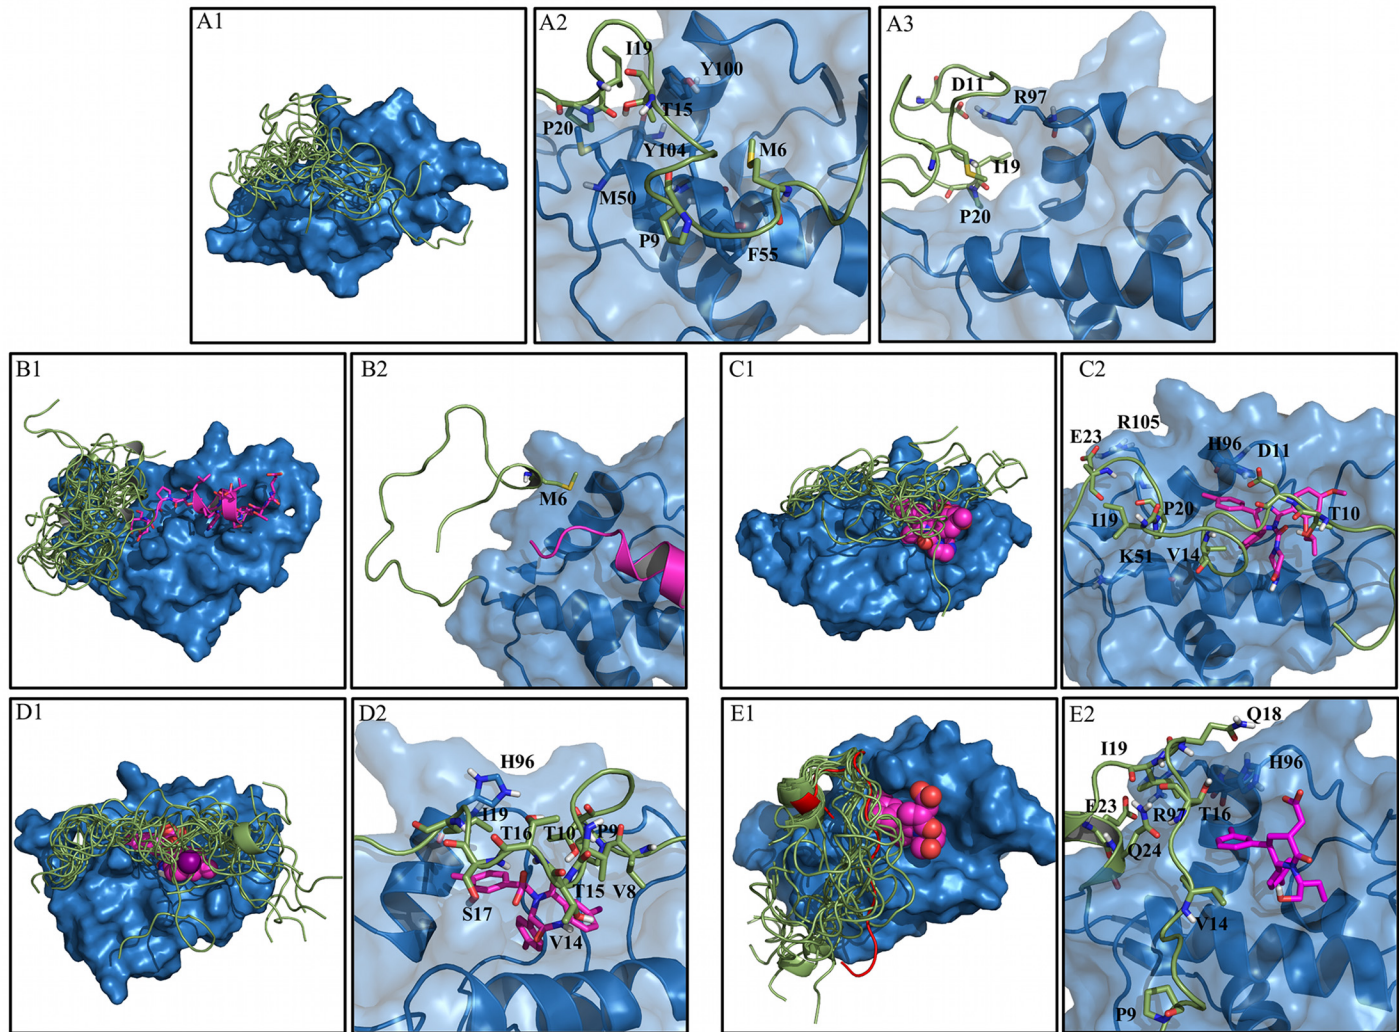 A1
A2
I19
Y100
T15
P20
Y104
M6
M50
P9
F55
A3
D11
R97
I19
P20
B1
B2
M6
C1
C2
R105
E23
H96
D11
I19
P20
T10
K51
V14
D1
D2
H96
I19
T16
T10
P9
T15
V8
S17
V14
E1
E2
Q18
I19
H96
E23
R97
T16
Q24
V14
P9